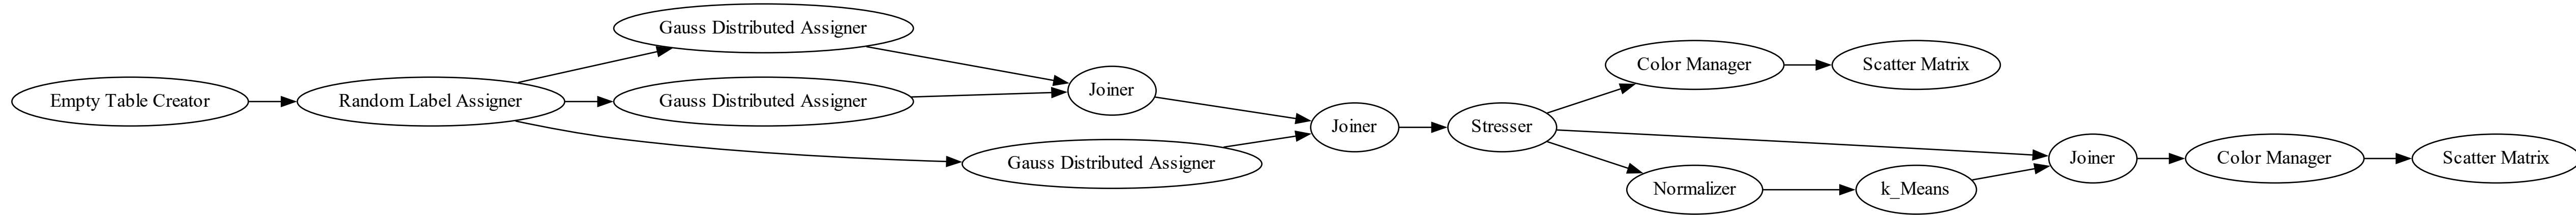 Empty Table Creator
Random Label Assigner
Gauss Distributed Assigner
Gauss Distributed Assigner
Gauss Distributed Assigner
Joiner
Joiner
Stresser
Color Manager
Scatter Matrix
Normalizer
k_Means
Joiner
Color Manager
Scatter Matrix